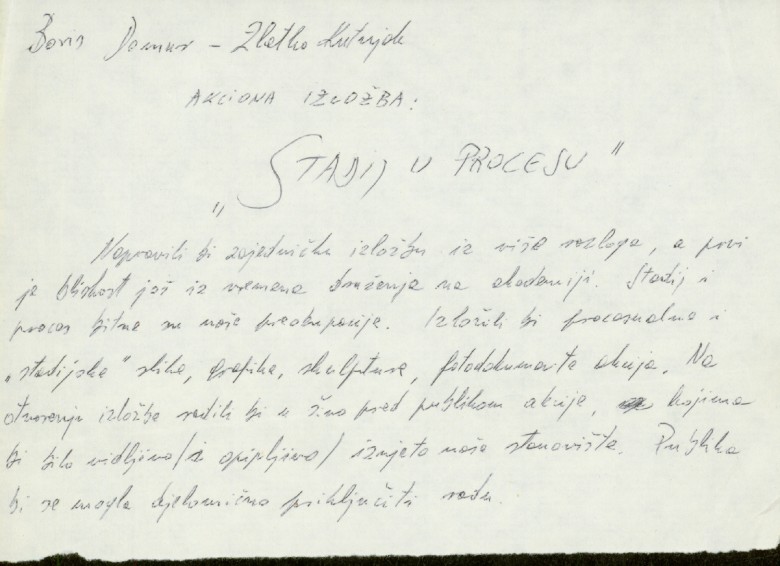 Boris Demur – Zlatko Kutnjak
AKCIONA IZLOŽBA:
„STADIJ U PROCESU"
Napravili bi zajedničku izložbu iz više razloga, a prvi
je bliskost još iz vremena druženja na akademiji. Stadij i
proces bitne su naše preokupacije. Izložili bi procesualne i
„stadijske" slike, grafike, skulpture, fotodokumente akcija. Na
otvorenju izložbe radili bi u živo pred publikom akcije, kojima
bi bilo vidljivo /i opipljivo/ iznijeto naše stanovište. Publika
bi se mogla djelomično priključiti radu.